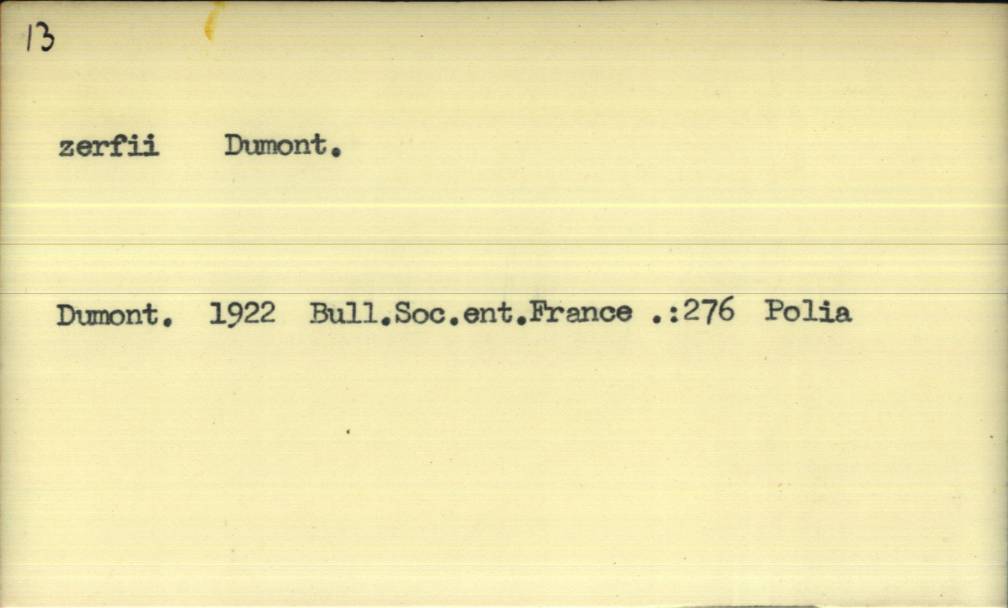 13
zerfii Dumont.
Dumont. 1922 Bull.Soc.ent.France .:276 Polia